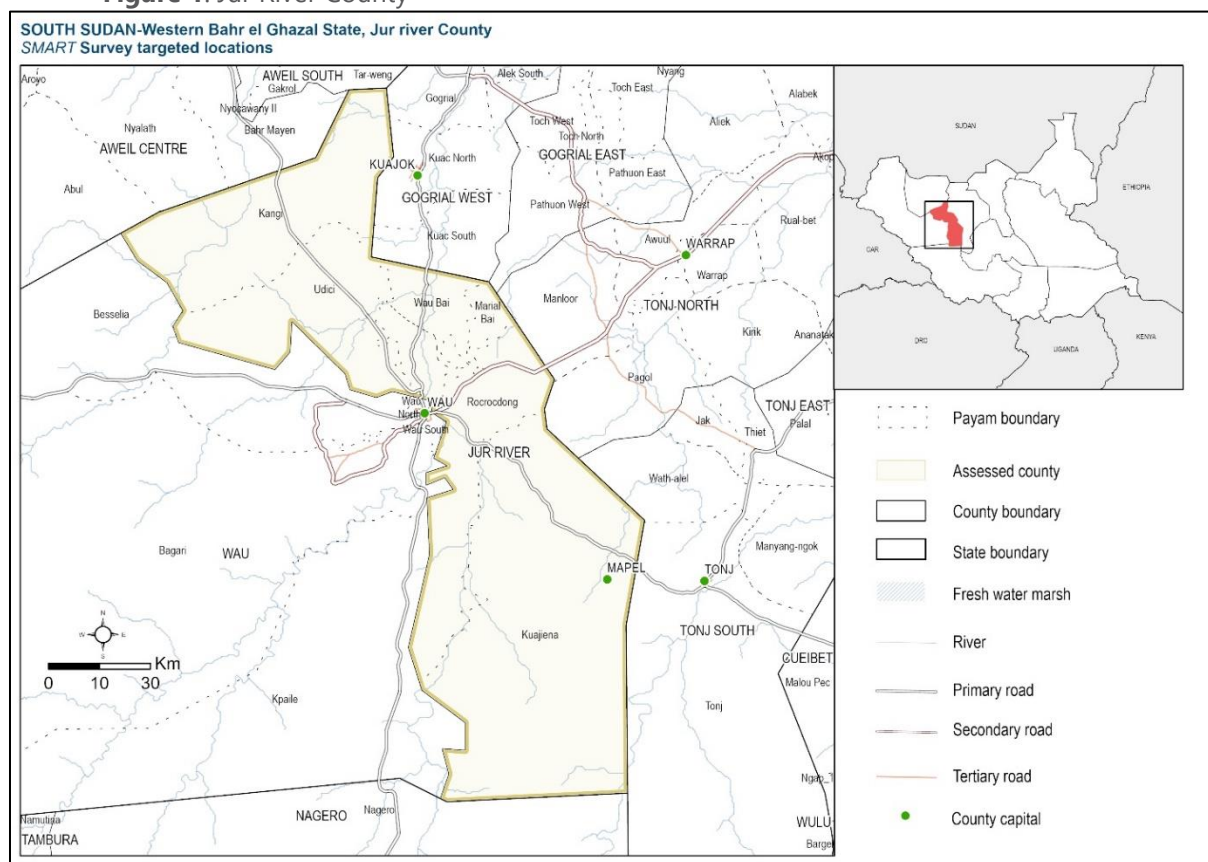 Figure 1: Jur River County
SOUTH SUDAN-Western Bahr el Ghazal State, Jur river County
SMART Survey targeted locations
Aroyo
AWEIL SOUTH
Tar-weng
Gakrol
Alek South
Nyang
Toch East
Gogrial
Nyocawany II
Alabek
Nyalath
Bahr Mayen
Toch West
Aliek
AWEIL CENTRE
Toch-North
KUAJOK
Kuac North
GOGRIAL EAST
Abul
Pathuon East
GOGRIAL WEST
Pathuon West
Kangi
Rual-bet
Kuac South
Awuul
WARRAP
Warrap
Udici
Wau Bai
Marial
Bai
Manloor
TONJ NORTH
Besselia
Kirik
Ananatak
Pagol
TONJ EAST
Wau
North
WAU
Rocrocdong
Jak
Thiet
Palal
Wau South
JUR RIVER
Wath-alel
Bagari
WAU
Manyang-ngok
MAPEL
TONJ
Kuajiena
TONJ SOUTH
CUEIBET
Malou Pec
Kpaile
Tonj
N
W
E
S
Km
0 10 30
NAGERO
Nagero
Namutina
TAMBURA
WULU
SUDAN
ETHIOPIA
CAR
DRC
UGANDA
KENYA
Payam boundary
Assessed county
County boundary
State boundary
Fresh water marsh
River
Primary road
Secondary road
Tertiary road
County capital